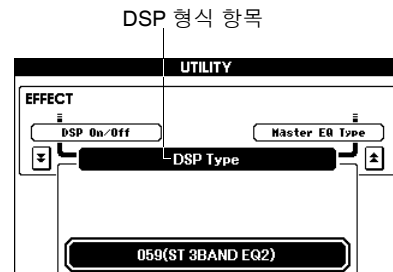 DSP 형식 항목
UTILITY
EFFECT
DSP On/Off
Master EQ Type
DSP Type
059(ST 3BAND EQ2)